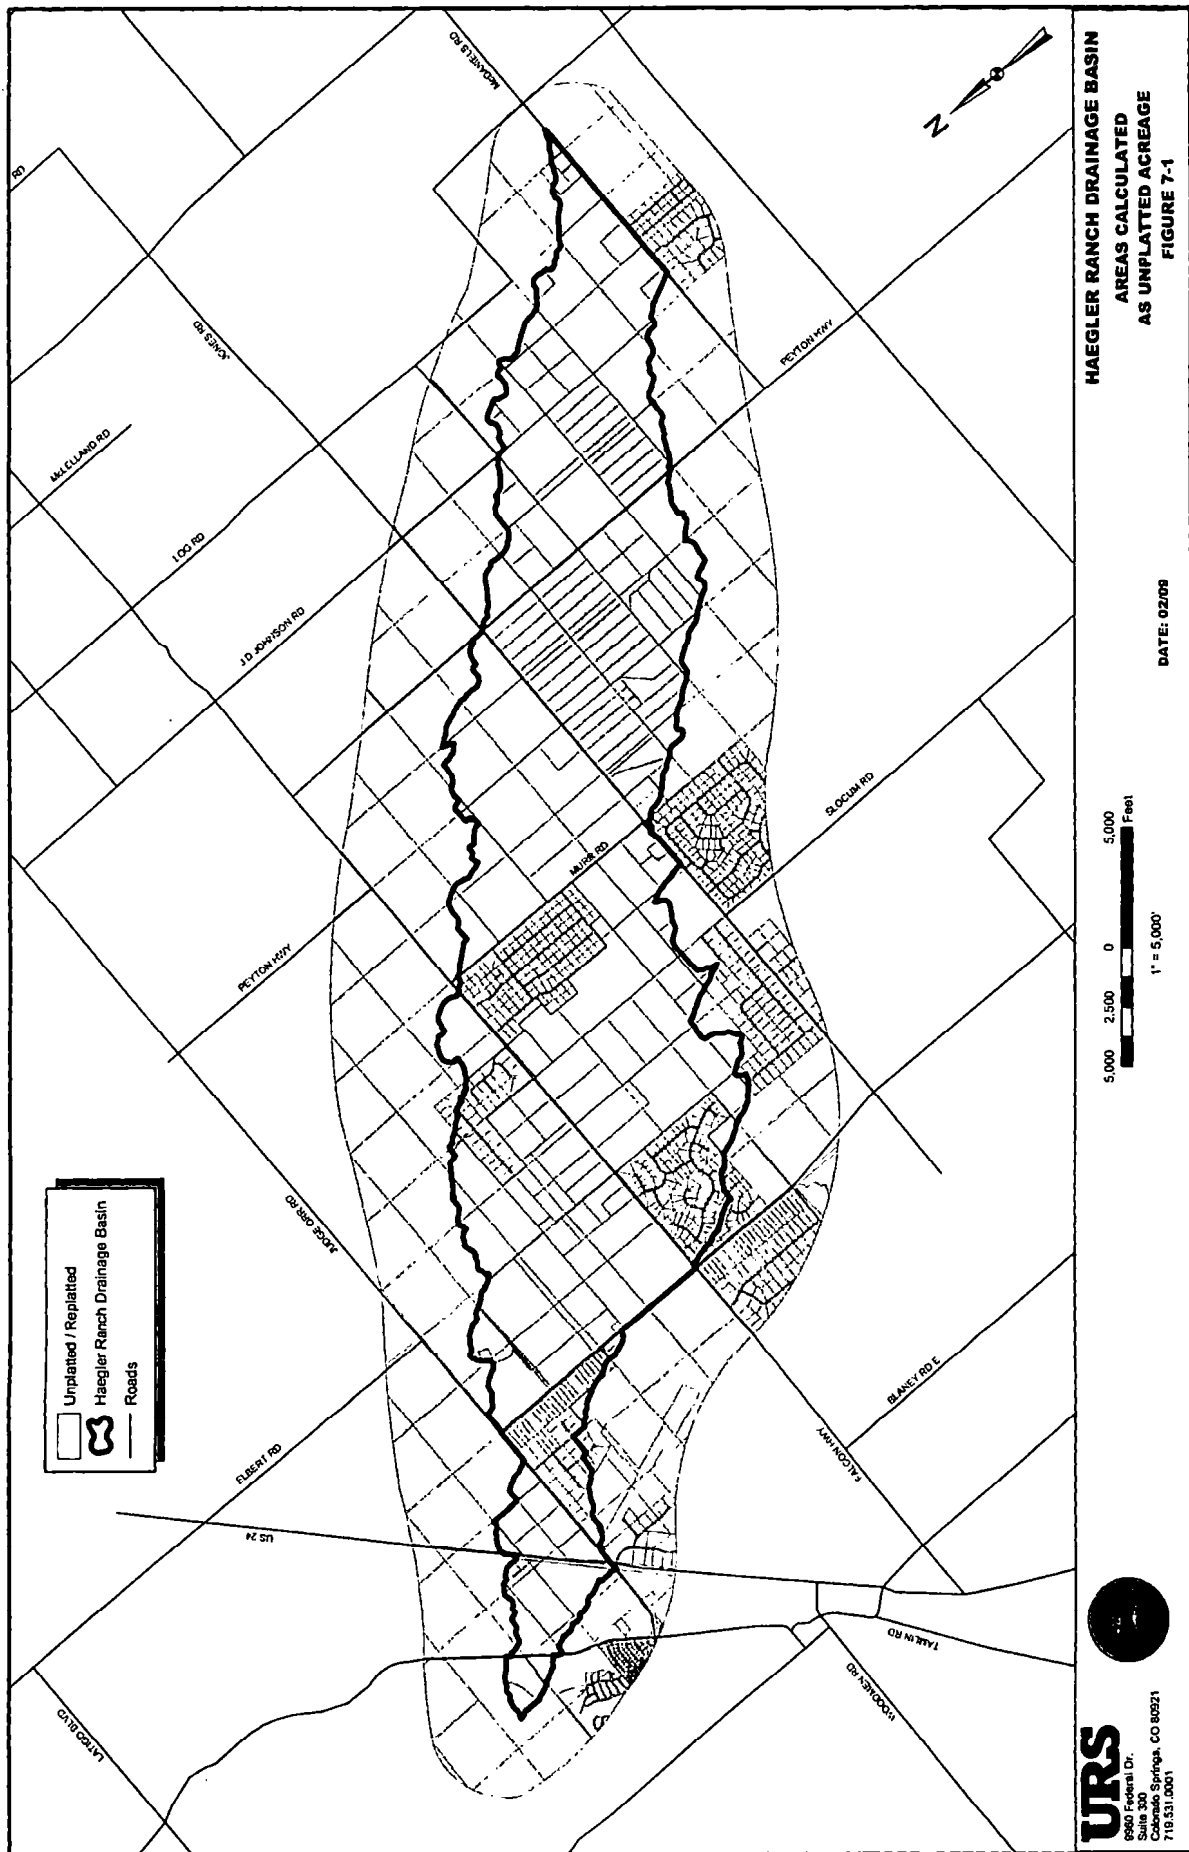 HAEGLER RANCH DRAINAGE BASIN
AREAS CALCULATED
AS UNPLATTED ACREAGE
FIGURE 7-1
DATE: 02/09
Unplatted / Replatted
Haegler Ranch Drainage Basin
Roads
N
RD
McDANIELS RD
JONES RD
McLELLAND RD
LOG RD
J D JOHNSON RD
PEYTON HWY
MURR RD
SLOCUM RD
PEYTON HWY
JUDGE ORR RD
ELBERT RD
US 24
LATIGO BLVD
FALCON HWY
BLANEY RD E
TAMLIN RD
WOODMEN RD
5,000 2,500 0 5,000
Feet
1" = 5,000'
URS
9960 Federal Dr.
Suite 300
Colorado Springs, CO 80921
719.531.0001